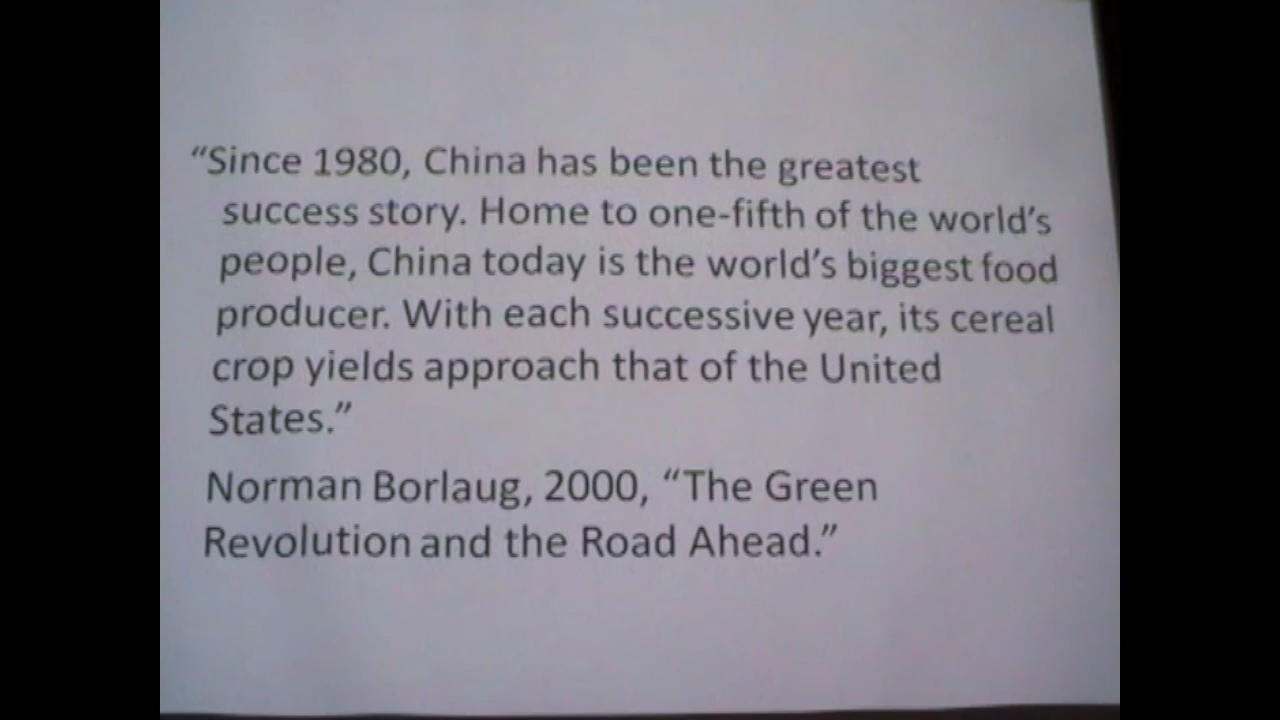 “Since 1980, China has been the greatest
success story. Home to one-fifth of the world’s
people, China today is the world’s biggest food
producer. With each successive year, its cereal
crop yields approach that of the United
States.”
Norman Borlaug, 2000, “The Green
Revolution and the Road Ahead.”